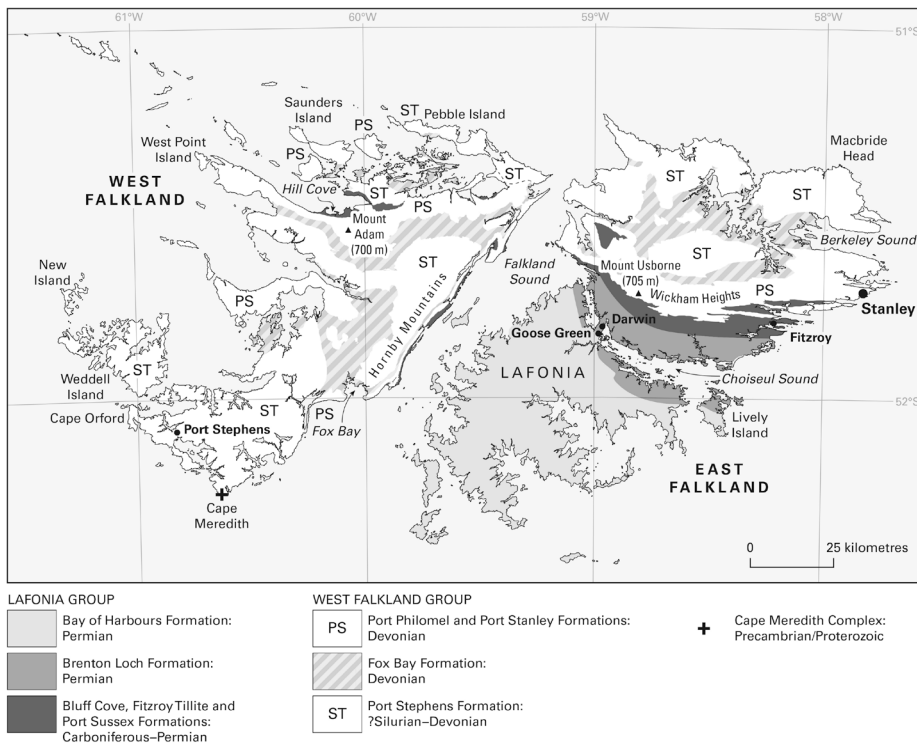 61°W
60°W
59°W
58°W
51°S
Saunders
Island
ST
Pebble Island
PS
West Point
Island
PS
Macbride
Head
WEST
FALKLAND
Hill Cove
ST
ST
PS
ST
ST
Mount
Adam
(700 m)
Berkeley Sound
ST
Falkland
Sound
ST
Mount Usborne
(705 m)
New
Island
PS
Wickham Heights
PS
Stanley
Hornby Mountains
Darwin
Goose Green
Fitzroy
LAFONIA
ST
Choiseul Sound
Weddell
Island
52°S
Cape Orford
ST
PS
Fox Bay
Lively
Island
Port Stephens
EAST
FALKLAND
Cape
Meredith
0
25 kilometres
LAFONIA GROUP
Bay of Harbours Formation:
Permian
Brenton Loch Formation:
Permian
Bluff Cove, Fitzroy Tillite and
Port Sussex Formations:
Carboniferous–Permian
WEST FALKLAND GROUP
PS
Port Philomel and Port Stanley Formations:
Devonian
Fox Bay Formation:
Devonian
ST
Port Stephens Formation:
?Silurian–Devonian
Cape Meredith Complex:
Precambrian/Proterozoic